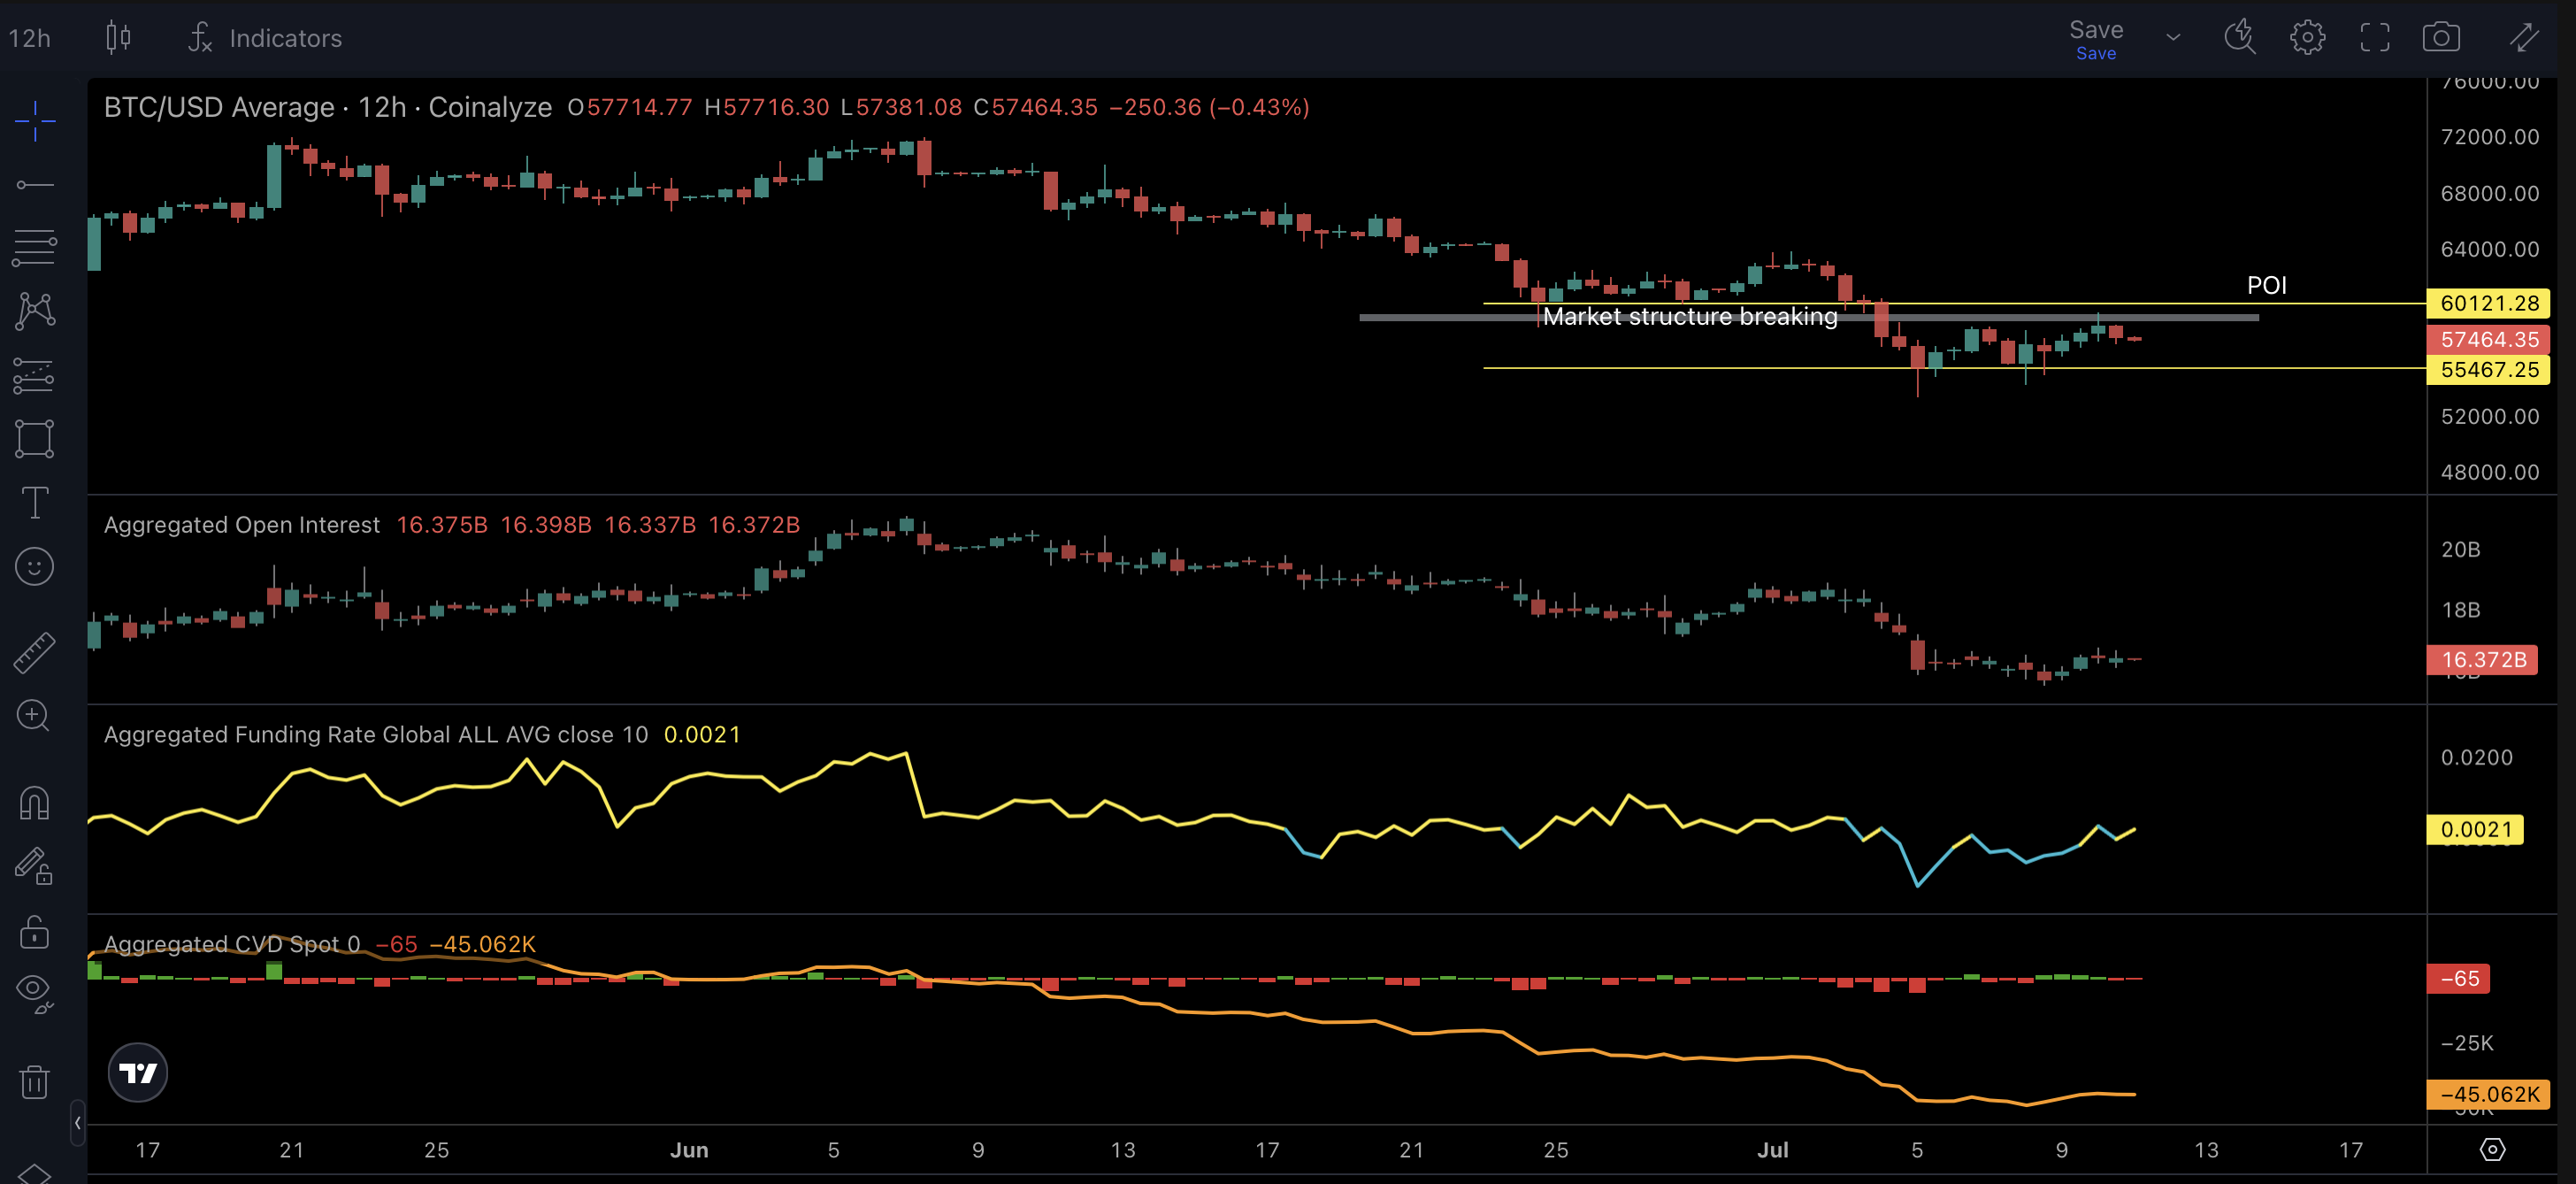 12h Indicators Save
Save
BTC/USD Average · 12h · Coinalyze O57714.77 H57716.30 L57381.08 C57464.35 −250.36 (−0.43%)
76000.00
72000.00
68000.00
64000.00
POI
60121.28
Market structure breaking
57464.35
55467.25
52000.00
48000.00
Aggregated Open Interest 16.375B 16.398B 16.337B 16.372B
20B
18B
16.372B
Aggregated Funding Rate Global ALL AVG close 10 0.0021
0.0200
0.0021
Aggregated CVD Spot 0 −65 −45.062K
−65
−25K
−45.062K
17 21 25 Jun 5 9 13 17 21 25 Jul 5 9 13 17